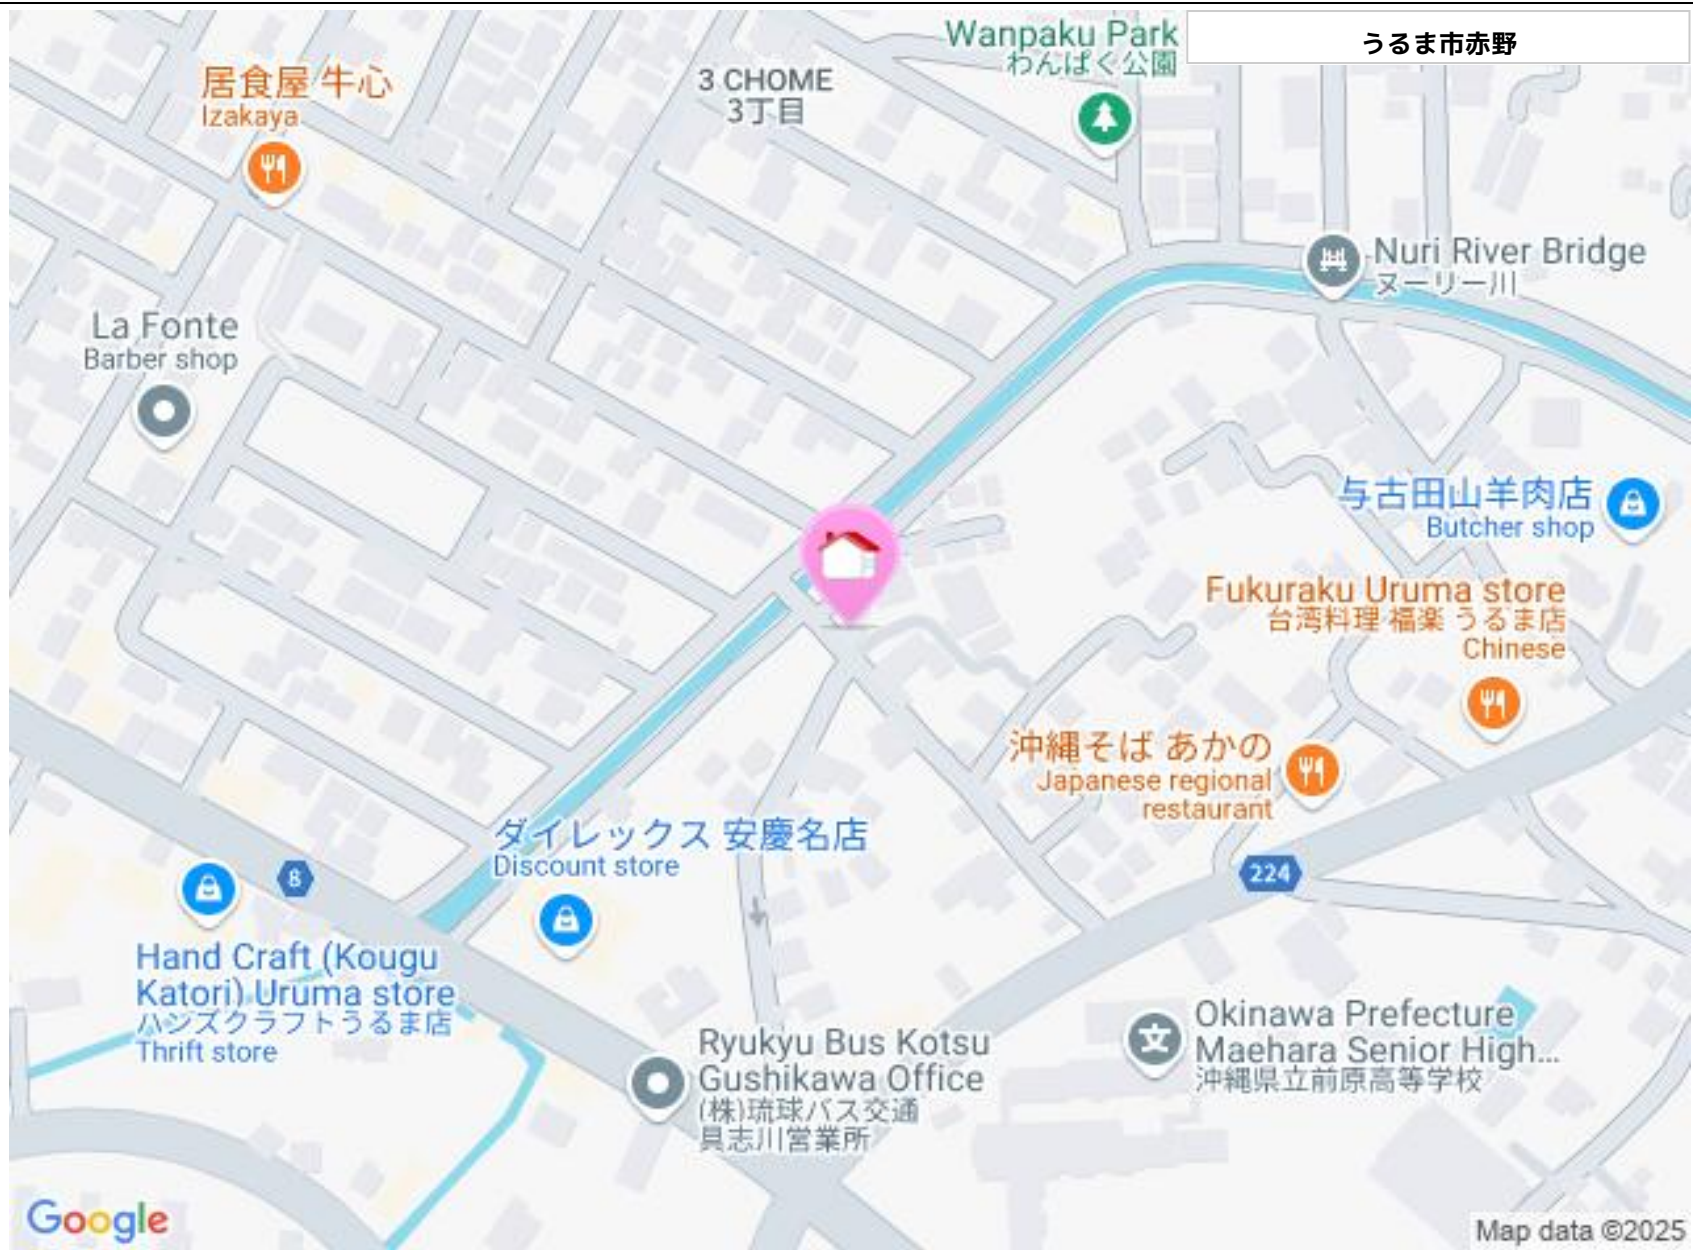 うるま市赤野
Wanpaku Park
わんぱく公園
居食屋 牛心
Izakaya
3 CHOME
3丁目
Nuri River Bridge
ヌーリー川
La Fonte
Barber shop
与古田山羊肉店
Butcher shop
Fukuraku Uruma store
台湾料理 福楽 うるま店
Chinese
沖縄そば あかの
Japanese regional
restaurant
ダイレックス 安慶名店
Discount store
8
224
Hand Craft (Kougu
Katori) Uruma store
ハンズクラフトうるま店
Thrift store
Okinawa Prefecture
Maehara Senior High...
沖縄県立前原高等学校
Ryukyu Bus Kotsu
Gushikawa Office
(株)琉球バス交通
具志川営業所
Google
Map data ©2025